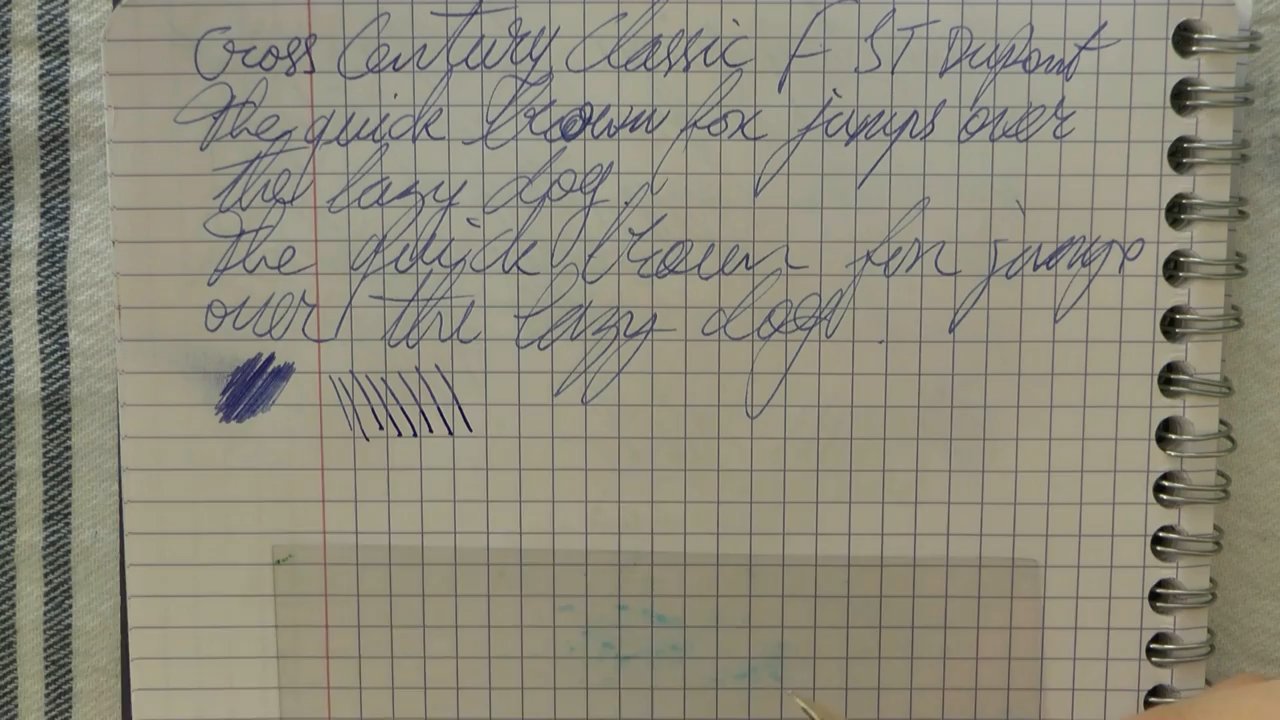 Cross Century Classic F ST Dupont
The quick brown fox jumps over
the lazy dog.
The quick brown fox jumps
over the lazy dog.